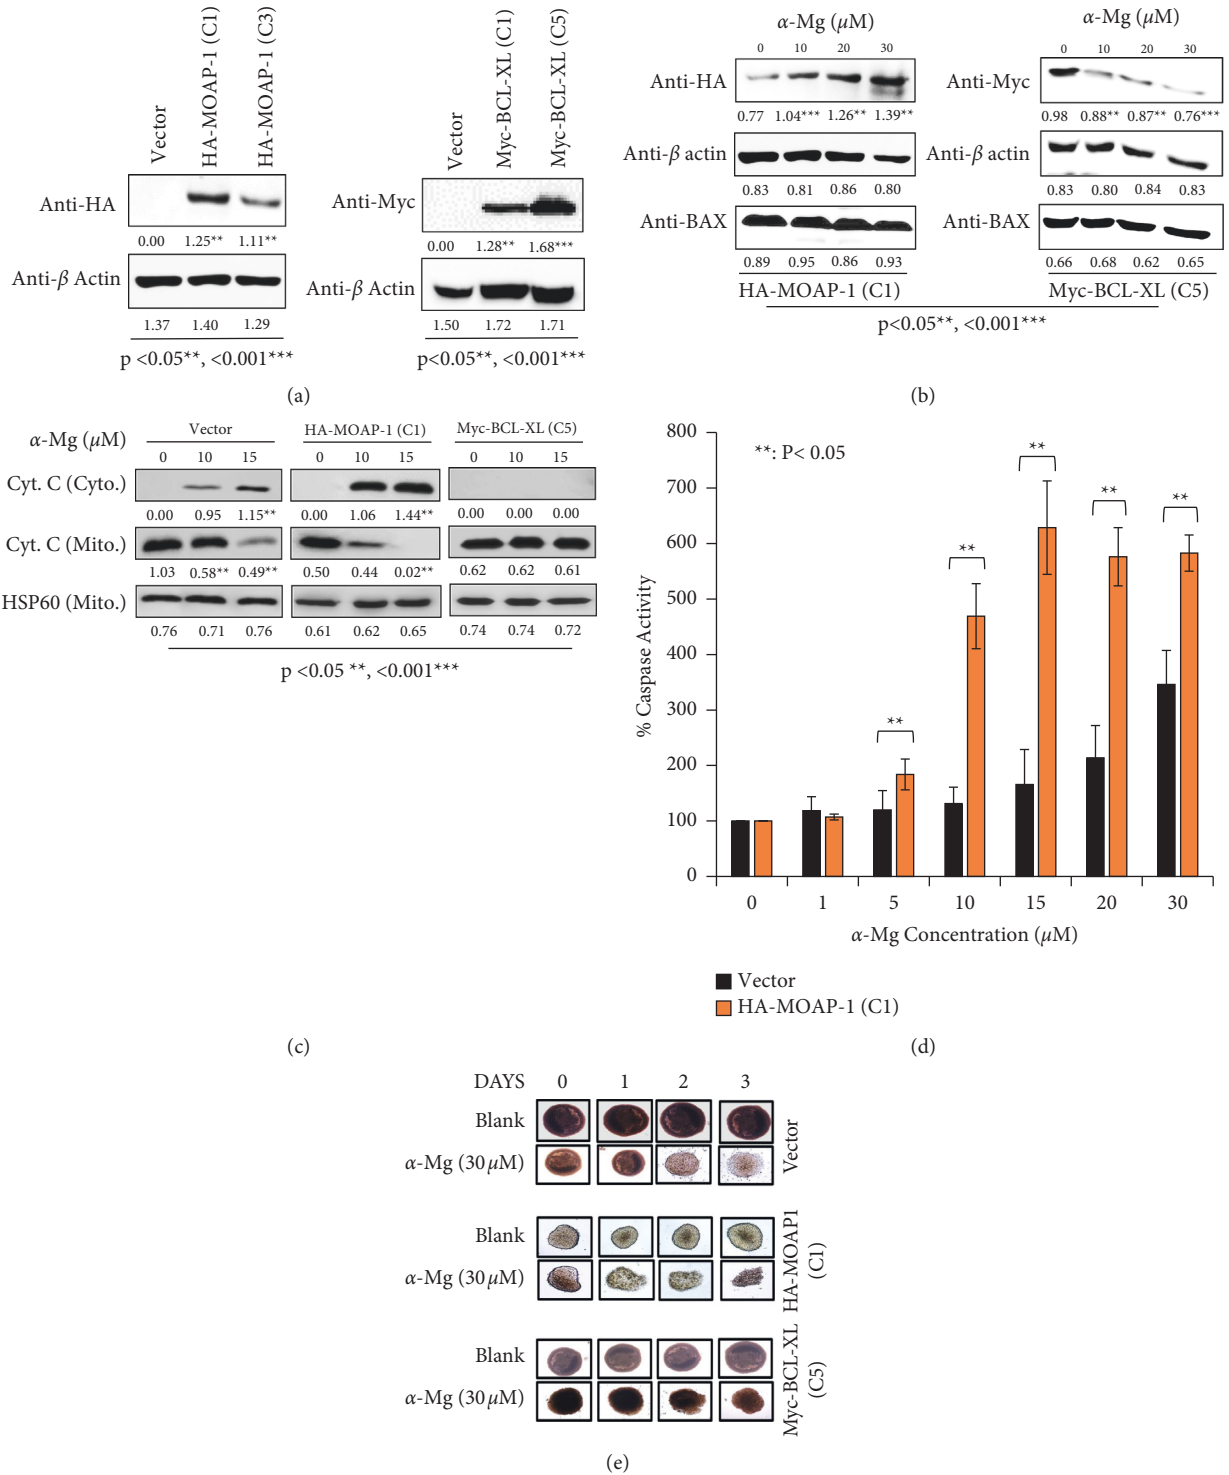 Vector
HA-MOAP-1 (C1)
HA-MOAP-1 (C3)
Anti-HA
0.00 1.25** 1.11**
Anti-β Actin
1.37 1.40 1.29
p <0.05**, <0.001***
Vector
Myc-BCL-XL (C1)
Myc-BCL-XL (C5)
Anti-Myc
0.00 1.28** 1.68***
Anti-β Actin
1.50 1.72 1.71
p<0.05**, <0.001***
(a)
α-Mg (μM)
0 10 20 30
Anti-HA
0.77 1.04*** 1.26** 1.39**
Anti-β actin
0.83 0.81 0.86 0.80
Anti-BAX
0.89 0.95 0.86 0.93
HA-MOAP-1 (C1)
α-Mg (μM)
0 10 20 30
Anti-Myc
0.98 0.88** 0.87** 0.76***
Anti-β actin
0.83 0.80 0.84 0.83
Anti-BAX
0.66 0.68 0.62 0.65
Myc-BCL-XL (C5)
p<0.05**, <0.001***
(b)
α-Mg (μM)
Vector HA-MOAP-1 (C1) Myc-BCL-XL (C5)
0 10 15 0 10 15 0 10 15
Cyt. C (Cyto.)
0.00 0.95 1.15** 0.00 1.06 1.44** 0.00 0.00 0.00
Cyt. C (Mito.)
1.03 0.58** 0.49** 0.50 0.44 0.02** 0.62 0.62 0.61
HSP60 (Mito.)
0.76 0.71 0.76 0.61 0.62 0.65 0.74 0.74 0.72
p <0.05 **, <0.001***
(c)
% Caspase Activity
800
700
600
500
400
300
200
100
0
**: P< 0.05
** ** ** ** **
0 1 5 10 15 20 30
α-Mg Concentration (μM)
Vector
HA-MOAP-1 (C1)
(d)
DAYS 0 1 2 3
Blank
α-Mg (30 μM)
Vector
Blank
α-Mg (30 μM)
HA-MOAP1
(C1)
Blank
α-Mg (30 μM)
Myc-BCL-XL
(C5)
(e)